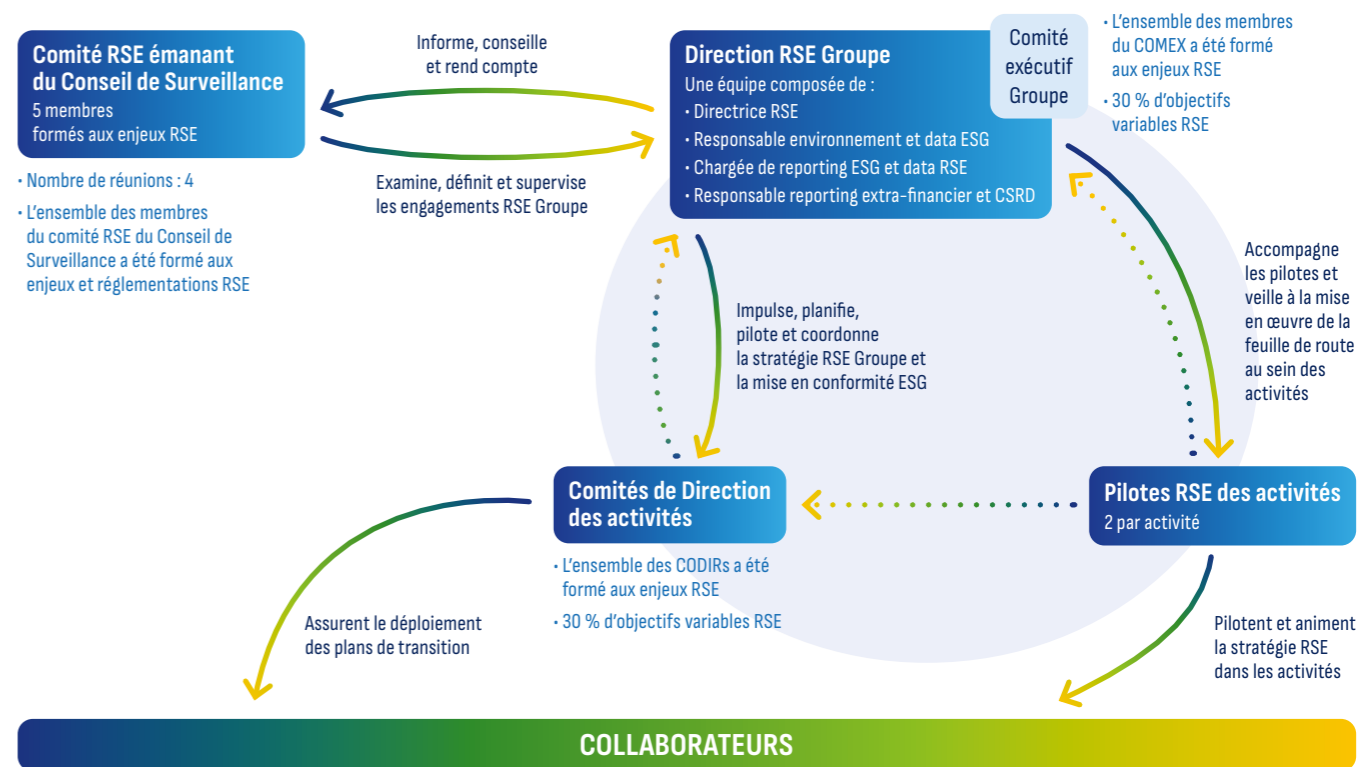 Comité RSE émanant
du Conseil de Surveillance
5 membres
formés aux enjeux RSE
• Nombre de réunions : 4
• L’ensemble des membres
du comité RSE du Conseil de
Surveillance a été formé aux
enjeux et réglementations RSE
Informe, conseille
et rend compte
Examine, définit et supervise
les engagements RSE Groupe
Direction RSE Groupe
Une équipe composée de :
• Directrice RSE
• Responsable environnement et data ESG
• Chargée de reporting ESG et data RSE
• Responsable reporting extra-financier et CSRD
Comité
exécutif
Groupe
• L’ensemble des membres
du COMEX a été formé
aux enjeux RSE
• 30 % d’objectifs
variables RSE
Impulse, planifie,
pilote et coordonne
la stratégie RSE Groupe et
la mise en conformité ESG
Accompagne
les pilotes et
veille à la mise
en œuvre de la
feuille de route
au sein des
activités
Comités de Direction
des activités
• L’ensemble des CODIRs a été
formé aux enjeux RSE
• 30 % d’objectifs variables RSE
Pilotes RSE des activités
2 par activité
Assurent le déploiement
des plans de transition
Pilotent et animent
la stratégie RSE
dans les activités
COLLABORATEURS